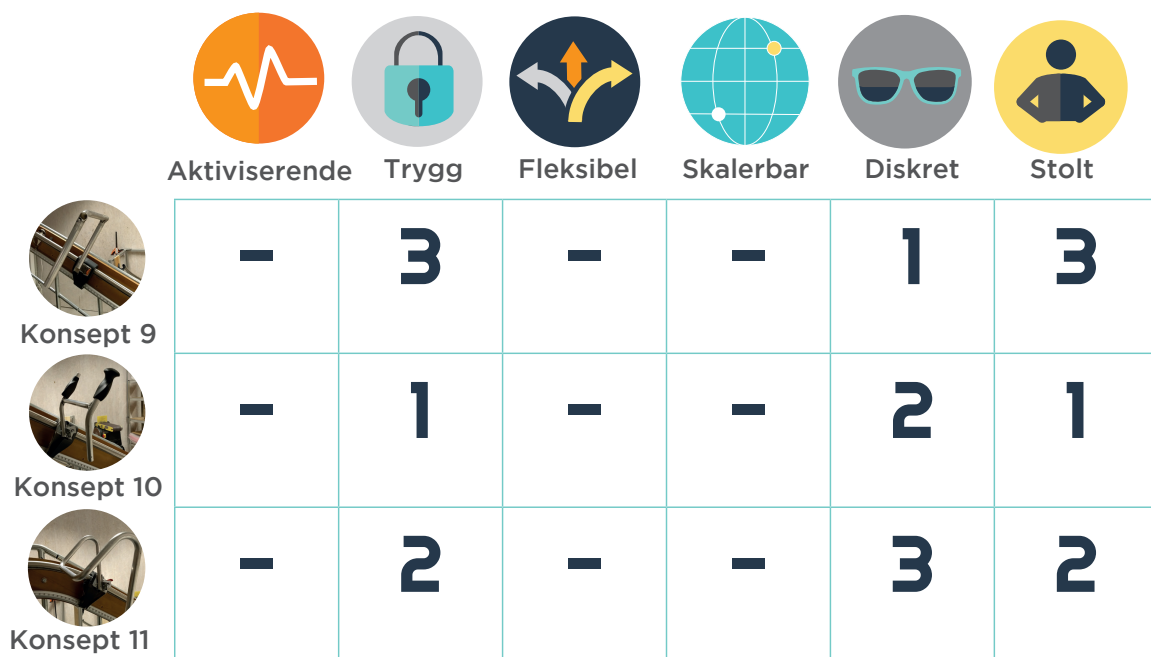 Aktiviserende Trygg Fleksibel Skalerbar Diskret Stolt
- 3 - - 1 3
Konsept 9
- 1 - - 2 1
Konsept 10
- 2 - - 3 2
Konsept 11